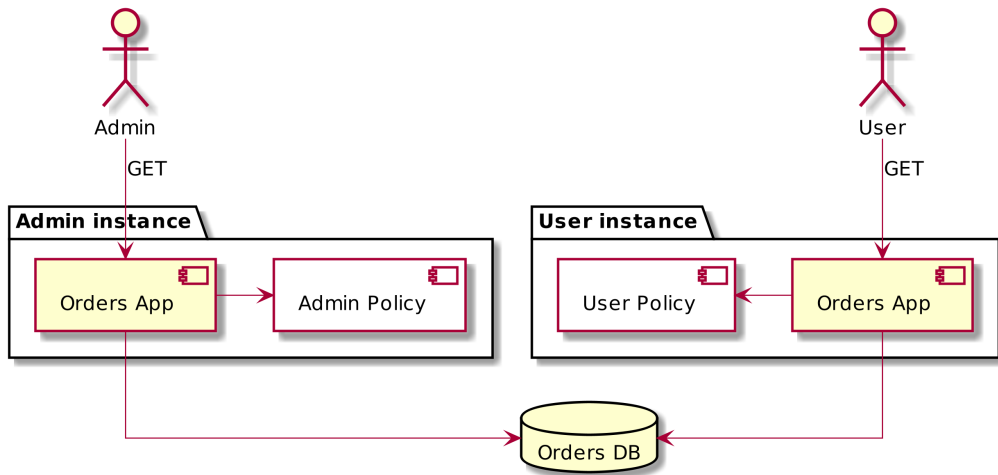 Admin
User
GET
GET
Admin instance
User instance
Orders App
Admin Policy
User Policy
Orders App
Orders DB